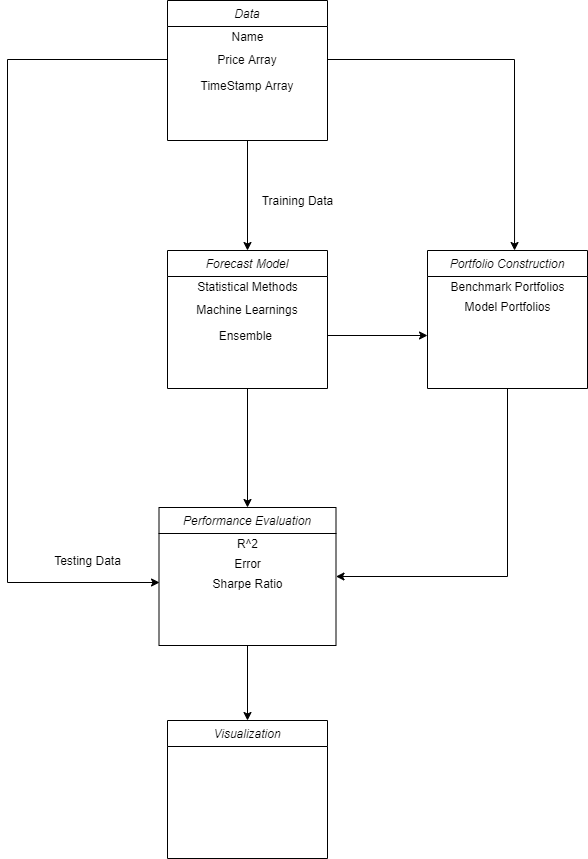 Data
Name
Price Array
TimeStamp Array
Training Data
Forecast Model
Statistical Methods
Machine Learnings
Ensemble
Portfolio Construction
Benchmark Portfolios
Model Portfolios
Performance Evaluation
R^2
Error
Sharpe Ratio
Testing Data
Visualization